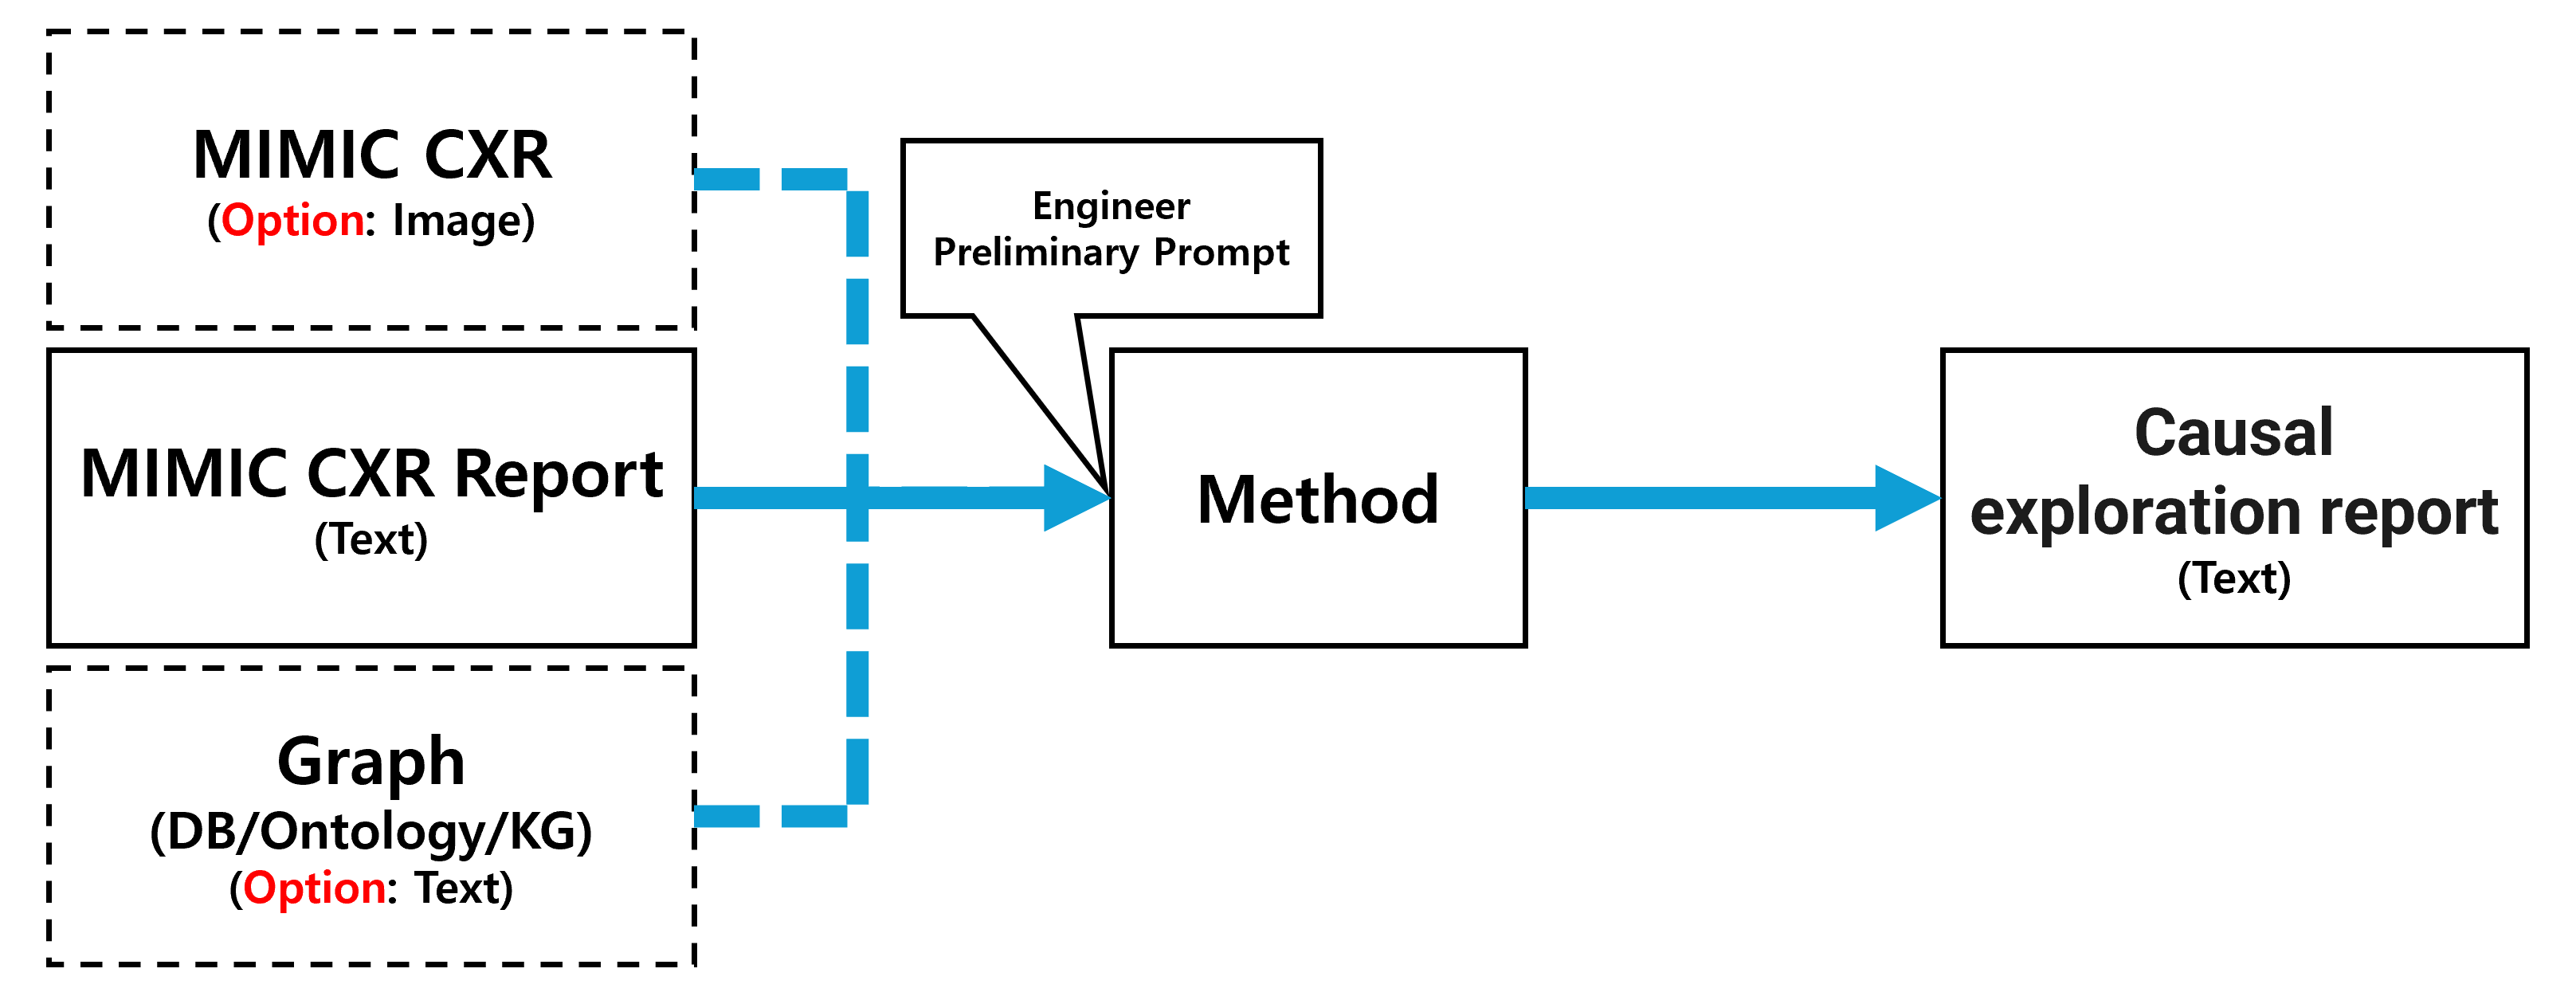 MIMIC CXR
(Option: Image)
MIMIC CXR Report
(Text)
Graph
(DB/Ontology/KG)
(Option: Text)
Engineer
Preliminary Prompt
Method
Causal
exploration report
(Text)